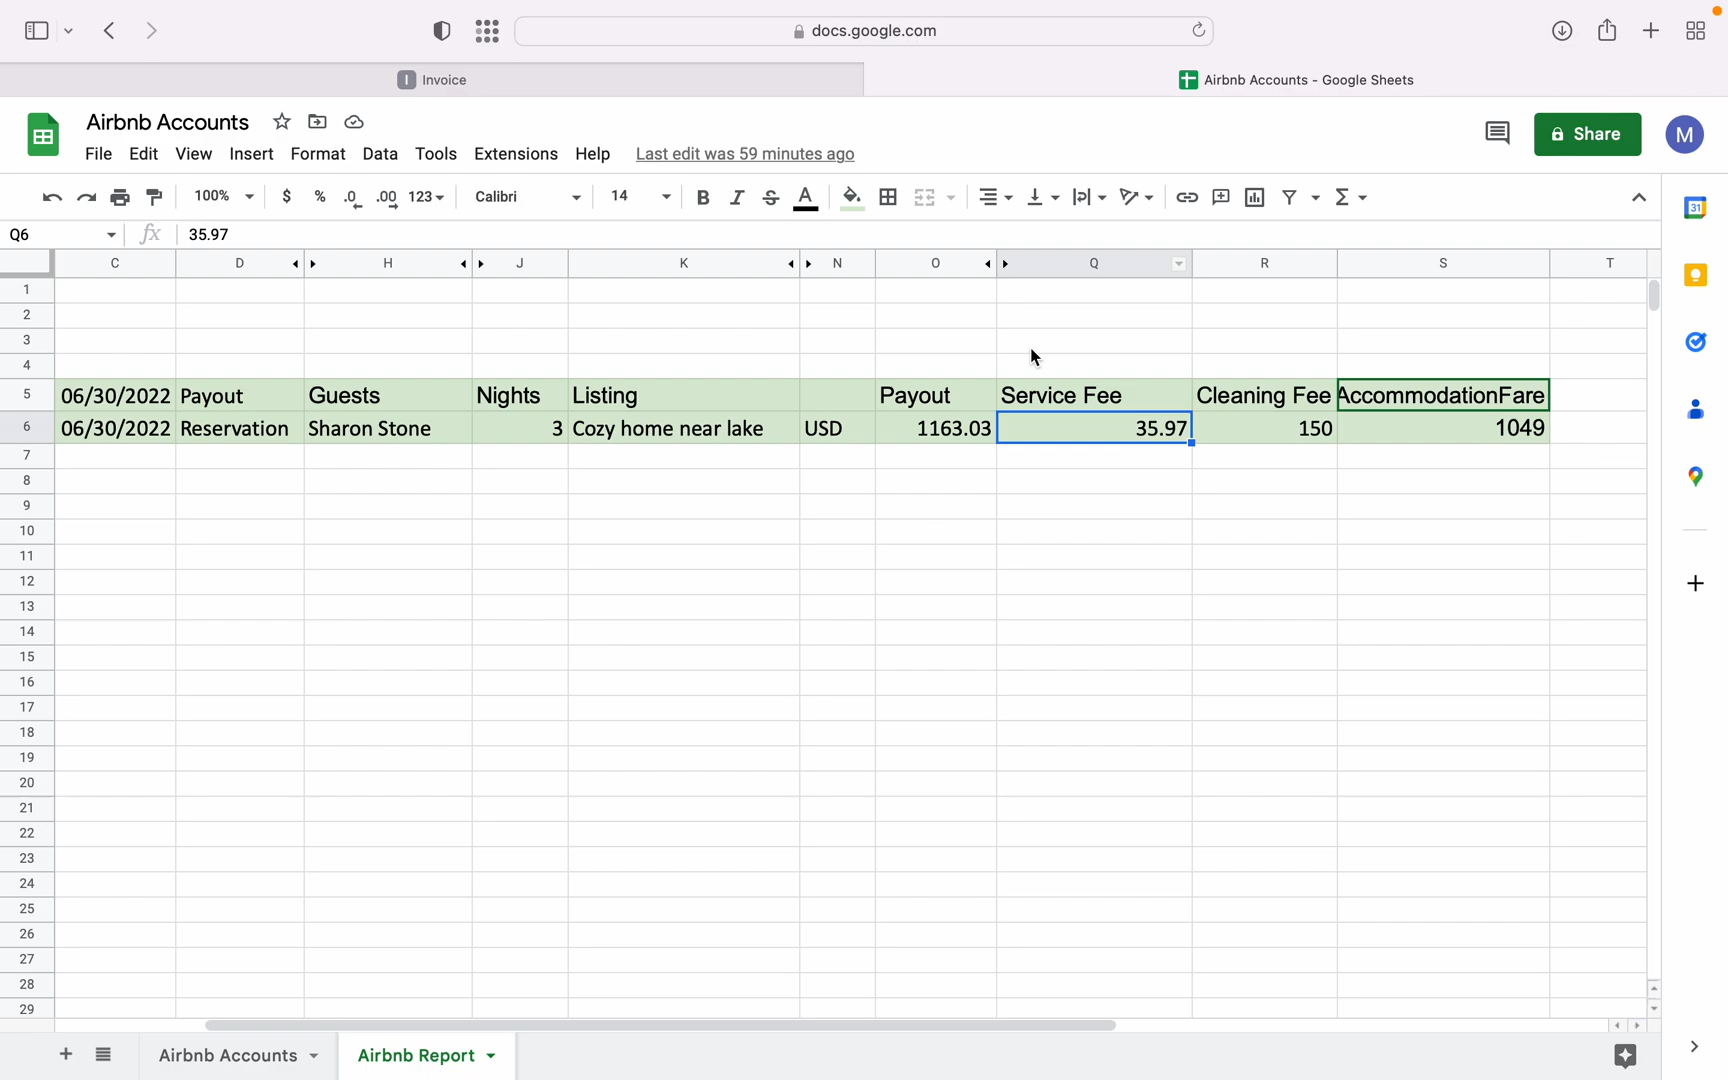 docs.google.com
I Invoice
Airbnb Accounts - Google Sheets
Airbnb Accounts
File Edit View Insert Format Data Tools Extensions Help Last edit was 59 minutes ago
Share
M
100% $ % .0 .00 123 Calibri 14 B I S A
31
Q6 fx 35.97
C D H J K N O Q R S T
1
2
3
4
5 06/30/2022 Payout Guests Nights Listing Payout Service Fee Cleaning Fee AccommodationFare
6 06/30/2022 Reservation Sharon Stone 3 Cozy home near lake USD 1163.03 35.97 150 1049
7
8
9
10
11
12
13
14
15
16
17
18
19
20
21
22
23
24
25
26
27
28
29
Airbnb Accounts Airbnb Report